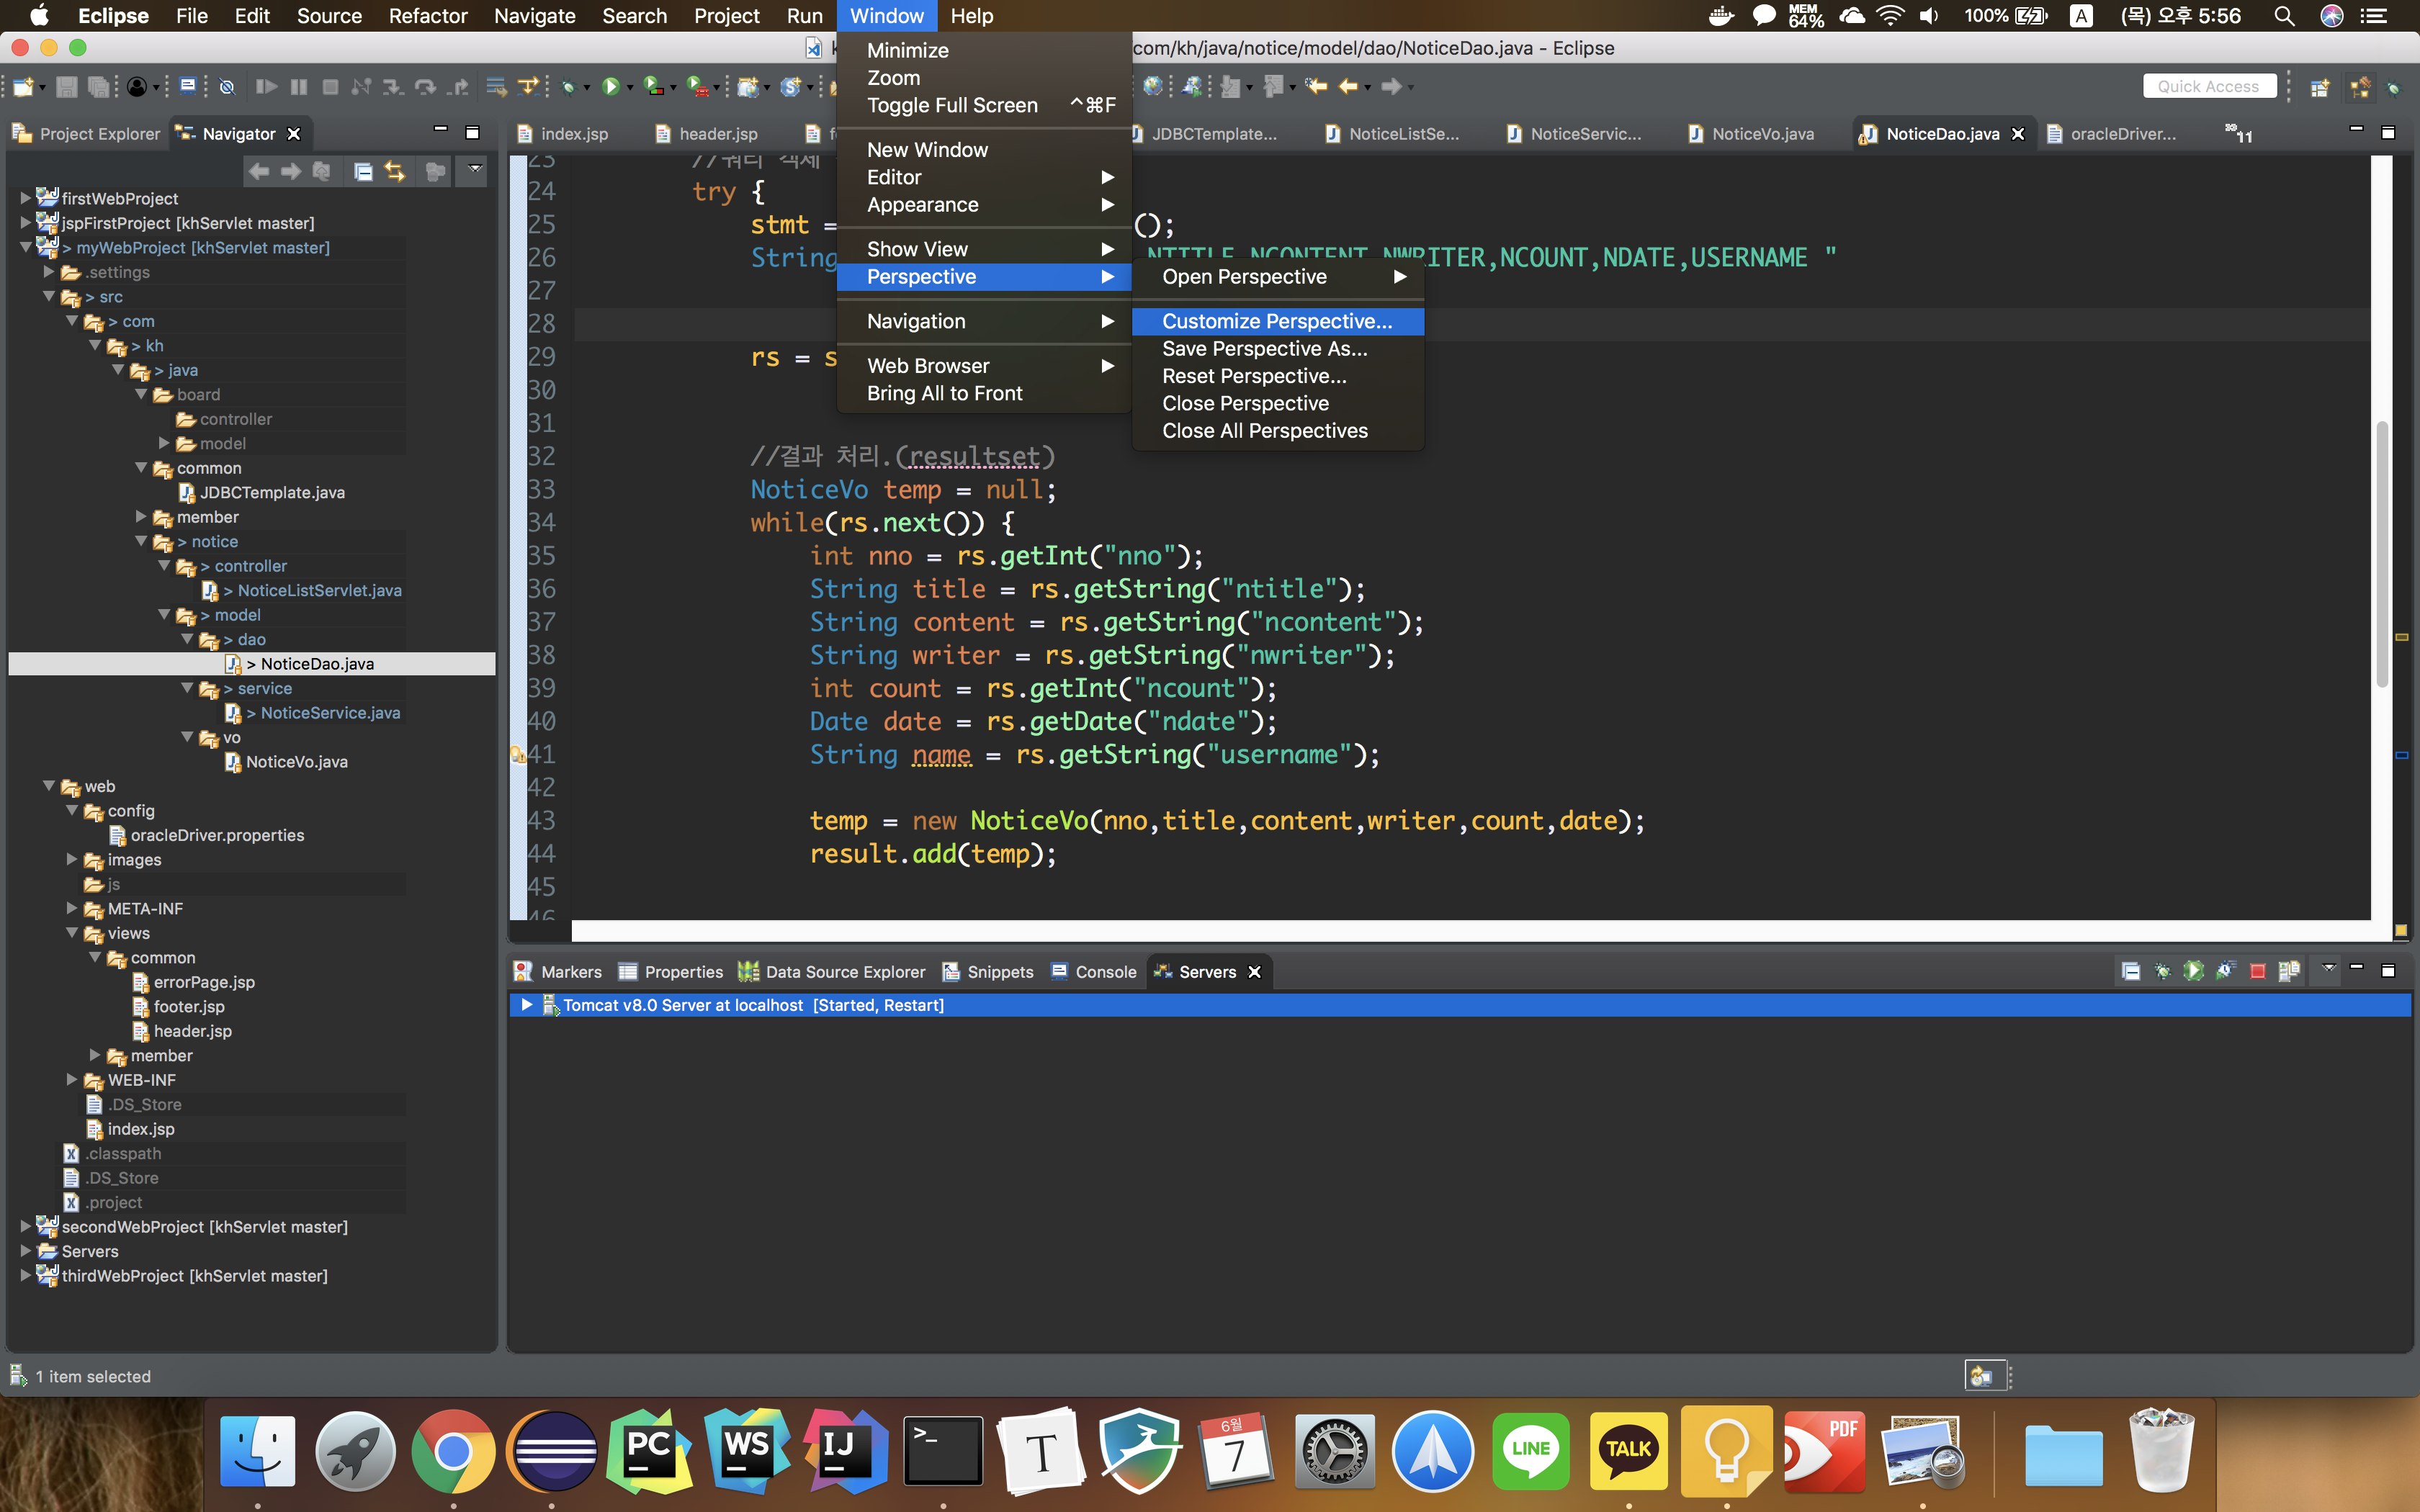 Eclipse File Edit Source Refactor Navigate Search Project Run Window Help
MEM 64% 100% A (목) 오후 5:56
com/kh/java/notice/model/dao/NoticeDao.java - Eclipse
Quick Access
Minimize
Zoom
Toggle Full Screen ^⌘F
New Window
Editor
Appearance
Show View
Perspective
Navigation
Web Browser
Bring All to Front
Open Perspective
Customize Perspective...
Save Perspective As...
Reset Perspective...
Close Perspective
Close All Perspectives
Project Explorer Navigator
firstWebProject
jspFirstProject [khServlet master]
> myWebProject [khServlet master]
.settings
> src
> com
> kh
> java
board
controller
model
common
JDBCTemplate.java
member
> notice
> controller
> NoticeListServlet.java
> model
> dao
> NoticeDao.java
> service
> NoticeService.java
vo
NoticeVo.java
web
config
oracleDriver.properties
images
js
META-INF
views
common
errorPage.jsp
footer.jsp
header.jsp
member
WEB-INF
.DS_Store
index.jsp
.classpath
.DS_Store
.project
secondWebProject [khServlet master]
Servers
thirdWebProject [khServlet master]
index.jsp header.jsp JDBCTemplate... NoticeListSe... NoticeServic... NoticeVo.java NoticeDao.java oracleDriver... »11
23
24 try {
25 stmt = ();
26 String NTITLE,NCONTENT,NWRITER,NCOUNT,NDATE,USERNAME "
27
28
29 rs = s
30
31
32 //결과 처리.(resultset)
33 NoticeVo temp = null;
34 while(rs.next()) {
35 int nno = rs.getInt("nno");
36 String title = rs.getString("ntitle");
37 String content = rs.getString("ncontent");
38 String writer = rs.getString("nwriter");
39 int count = rs.getInt("ncount");
40 Date date = rs.getDate("ndate");
41 String name = rs.getString("username");
42
43 temp = new NoticeVo(nno,title,content,writer,count,date);
44 result.add(temp);
45
46
Markers Properties Data Source Explorer Snippets Console Servers
Tomcat v8.0 Server at localhost [Started, Restart]
1 item selected
PC WS IJ >_ T 6월 7 LINE TALK PDF